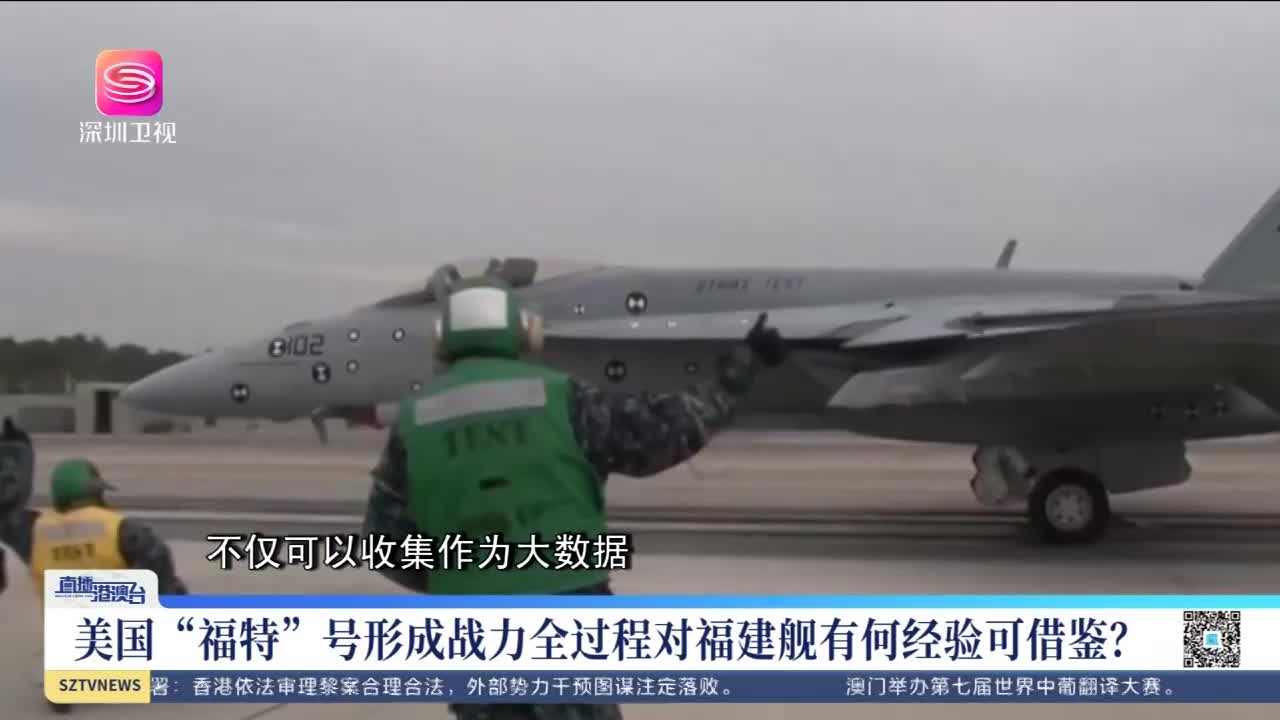 深圳卫视
STRIKE TEST
102
TEST
TEST
不仅可以收集作为大数据
直播港澳台
美国“福特”号形成战力全过程对福建舰有何经验可借鉴？
SZTVNEWS
署：香港依法审理黎案合理合法，外部势力干预图谋注定落败。 澳门举办第七届世界中葡翻译大赛。